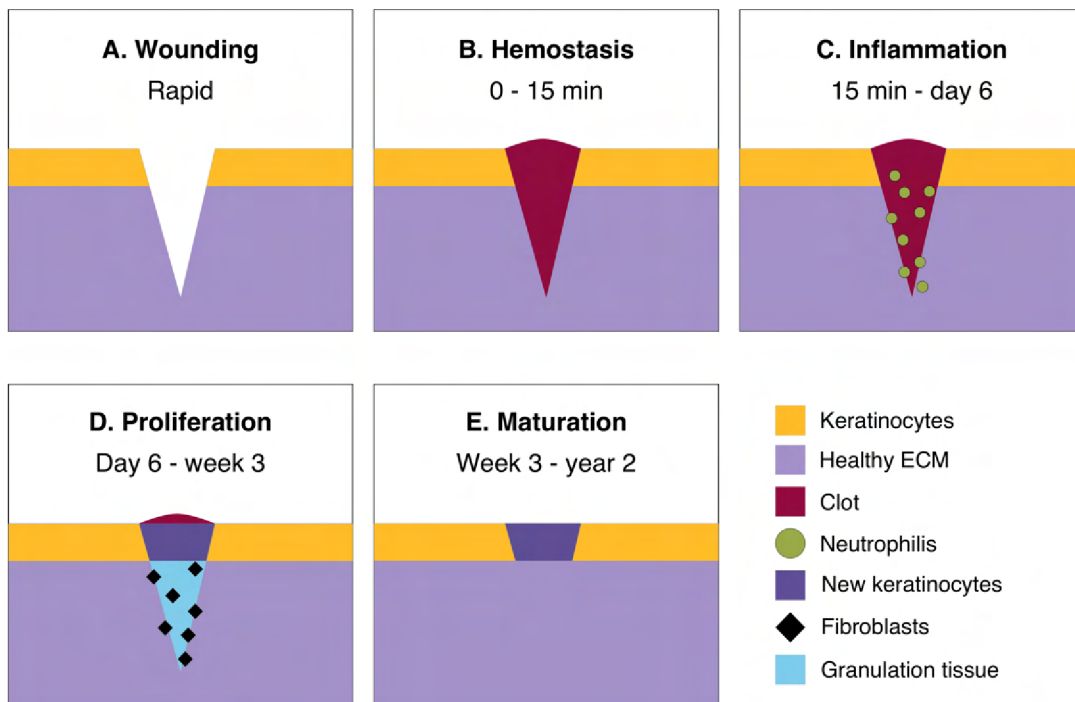 A. Wounding
Rapid
B. Hemostasis
0 - 15 min
C. Inflammation
15 min - day 6
D. Proliferation
Day 6 - week 3
E. Maturation
Week 3 - year 2
Keratinocytes
Healthy ECM
Clot
Neutrophilis
New keratinocytes
Fibroblasts
Granulation tissue